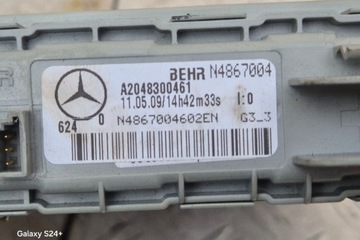 BEHR N4867004
A2048300461
11.05.09/14h42m33s I:0
624 0
N4867004602EN G3_3
Galaxy S24+